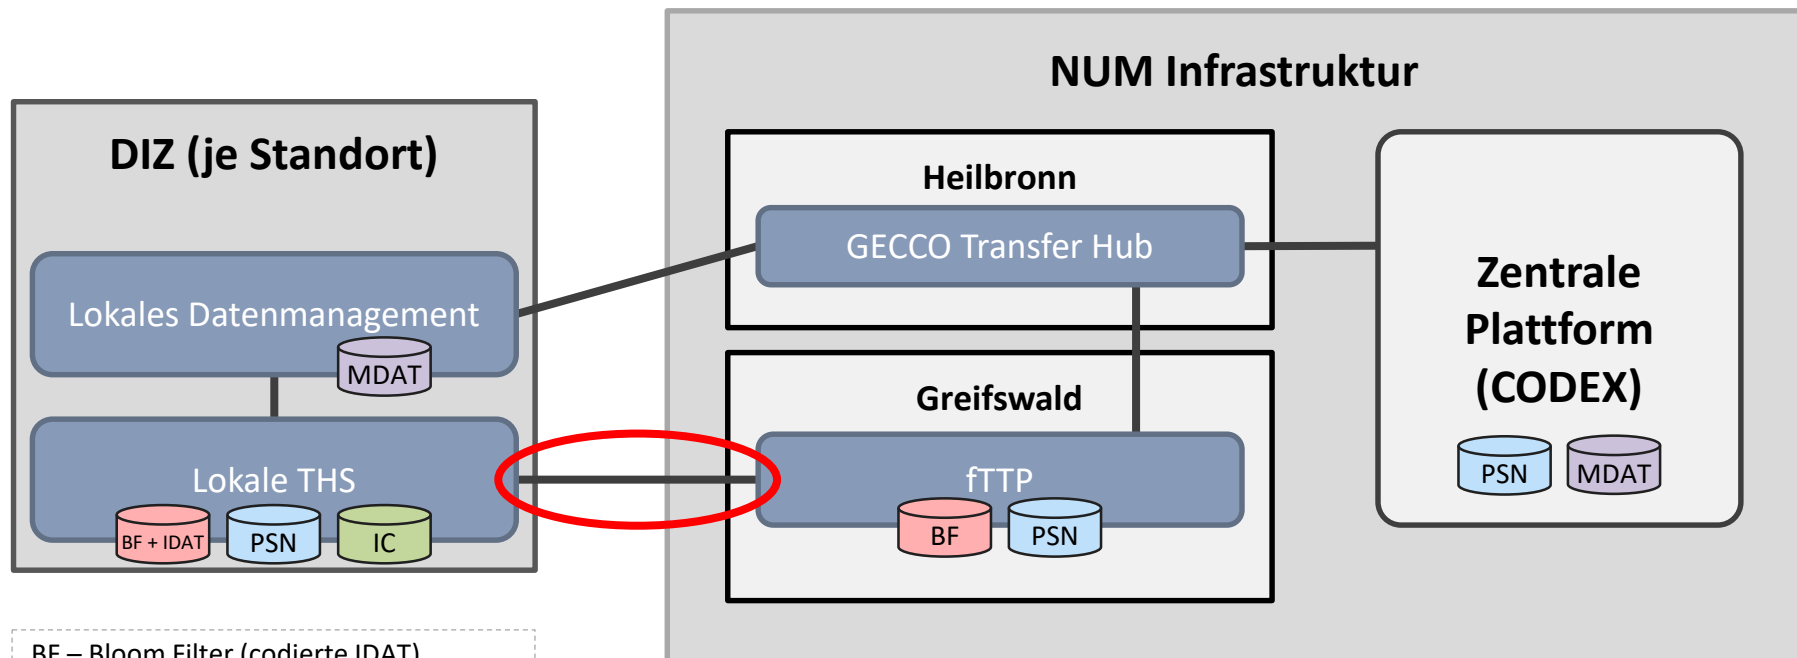 NUM Infrastruktur
DIZ (je Standort)
Lokales Datenmanagement
MDAT
Lokale THS
BF + IDAT
PSN
IC
Heilbronn
GECCO Transfer Hub
Greifswald
fTTP
BF
PSN
Zentrale
Plattform
(CODEX)
PSN
MDAT
BF – Bloom Filter (codierte IDAT)